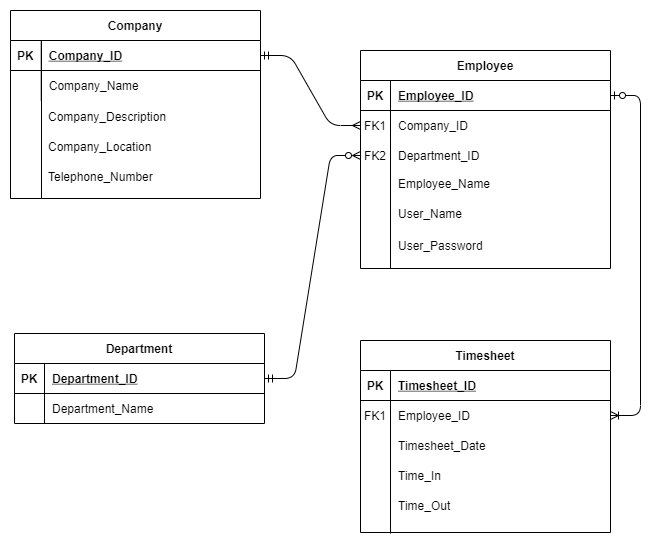 Company
PK Company_ID
Company_Name
Company_Description
Company_Location
Telephone_Number
Employee
PK Employee_ID
FK1 Company_ID
FK2 Department_ID
Employee_Name
User_Name
User_Password
Department
PK Department_ID
Department_Name
Timesheet
PK Timesheet_ID
FK1 Employee_ID
Timesheet_Date
Time_In
Time_Out